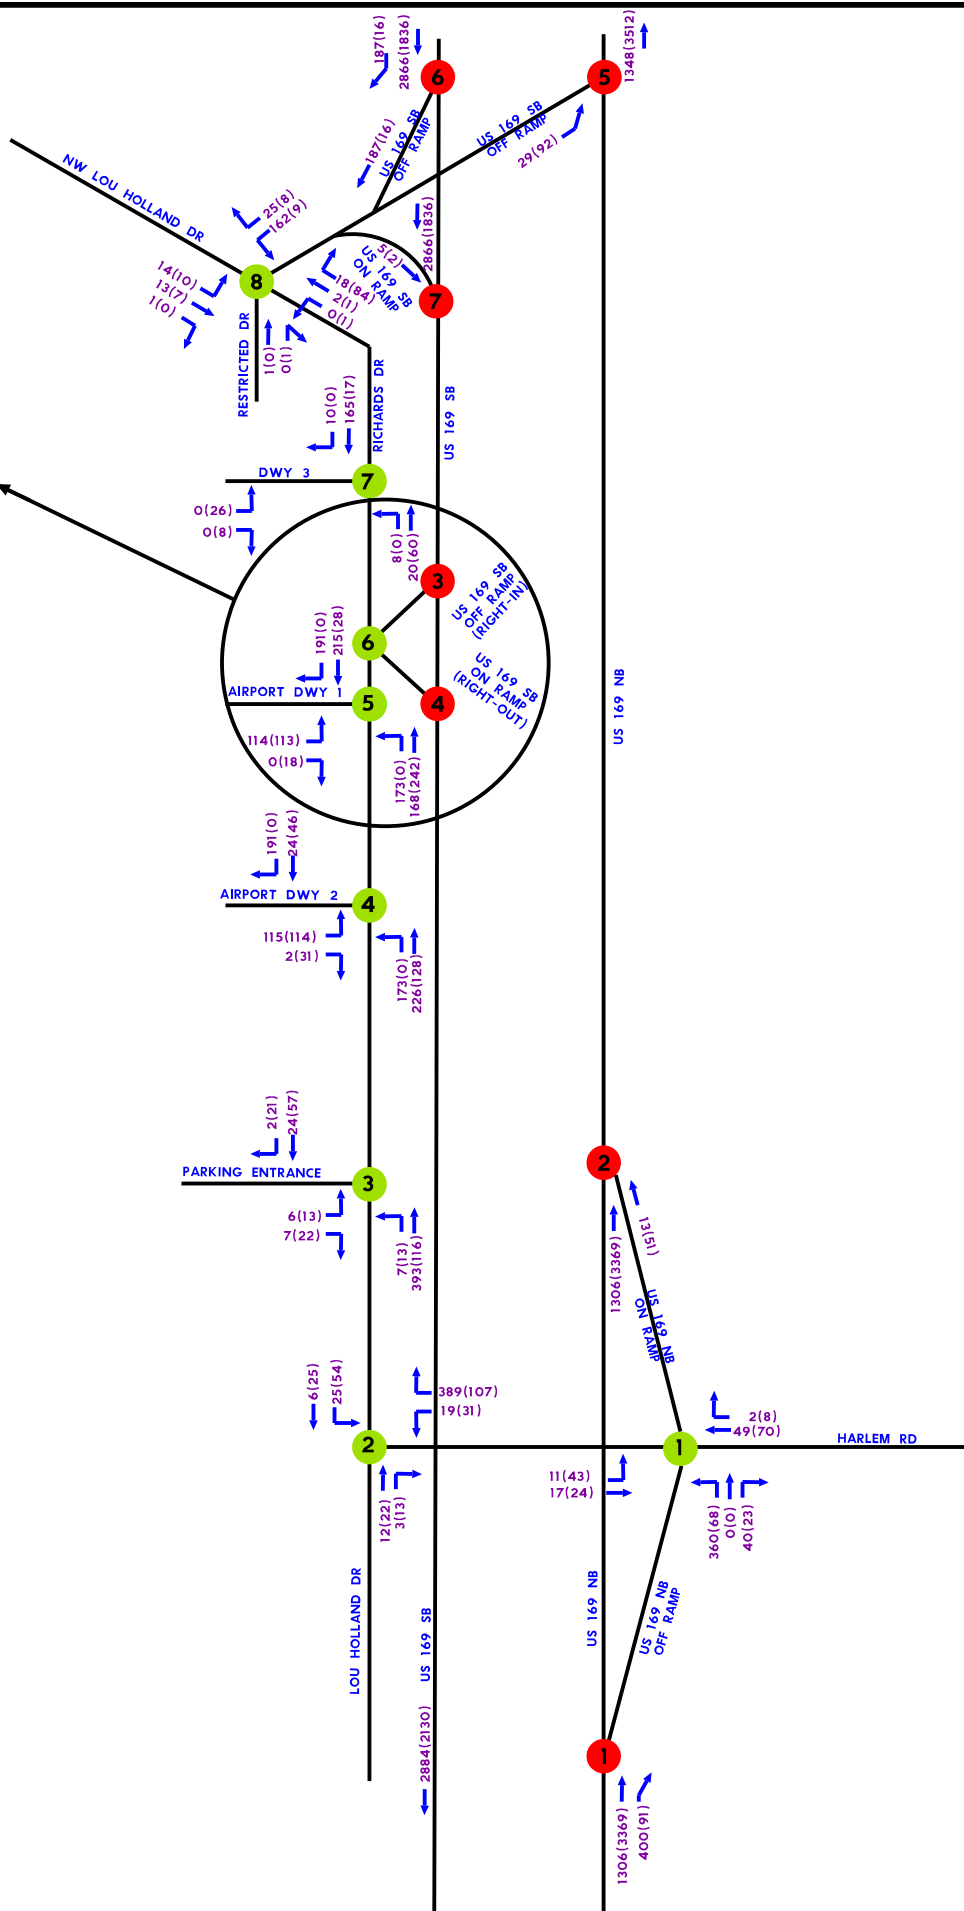 187(16)
2866(1836)
1348(3512)
6
5
US 169 SB
OFF RAMP
187(16)
US 169 SB
OFF RAMP
29(92)
NW LOU HOLLAND DR
25(8)
162(9)
2866(1836)
5(2)
US 169 SB
ON RAMP
14(10)
13(7)
1(0)
8
18(84)
2(1)
0(1)
7
RESTRICTED DR
1(0)
0(1)
10(0)
165(17)
RICHARDS DR
US 169 SB
DWY 3
7
0(26)
0(8)
8(0)
20(60)
3
US 169 SB
OFF RAMP
(RIGHT-IN)
191(0)
215(28)
6
US 169 SB
ON RAMP
(RIGHT-OUT)
AIRPORT DWY 1
5
4
US 169 NB
114(113)
0(18)
173(0)
168(242)
191(0)
24(46)
AIRPORT DWY 2
4
115(114)
2(31)
173(0)
226(128)
2(21)
24(57)
PARKING ENTRANCE
3
2
6(13)
7(22)
7(13)
393(116)
1306(3369)
13(51)
US 169 NB
ON RAMP
6(25)
25(54)
389(107)
19(31)
2(8)
49(70)
2
1
HARLEM RD
12(22)
3(13)
11(43)
17(24)
360(68)
0(0)
40(23)
LOU HOLLAND DR
US 169 SB
US 169 NB
US 169 NB
OFF RAMP
2884(2130)
1
1306(3369)
400(91)